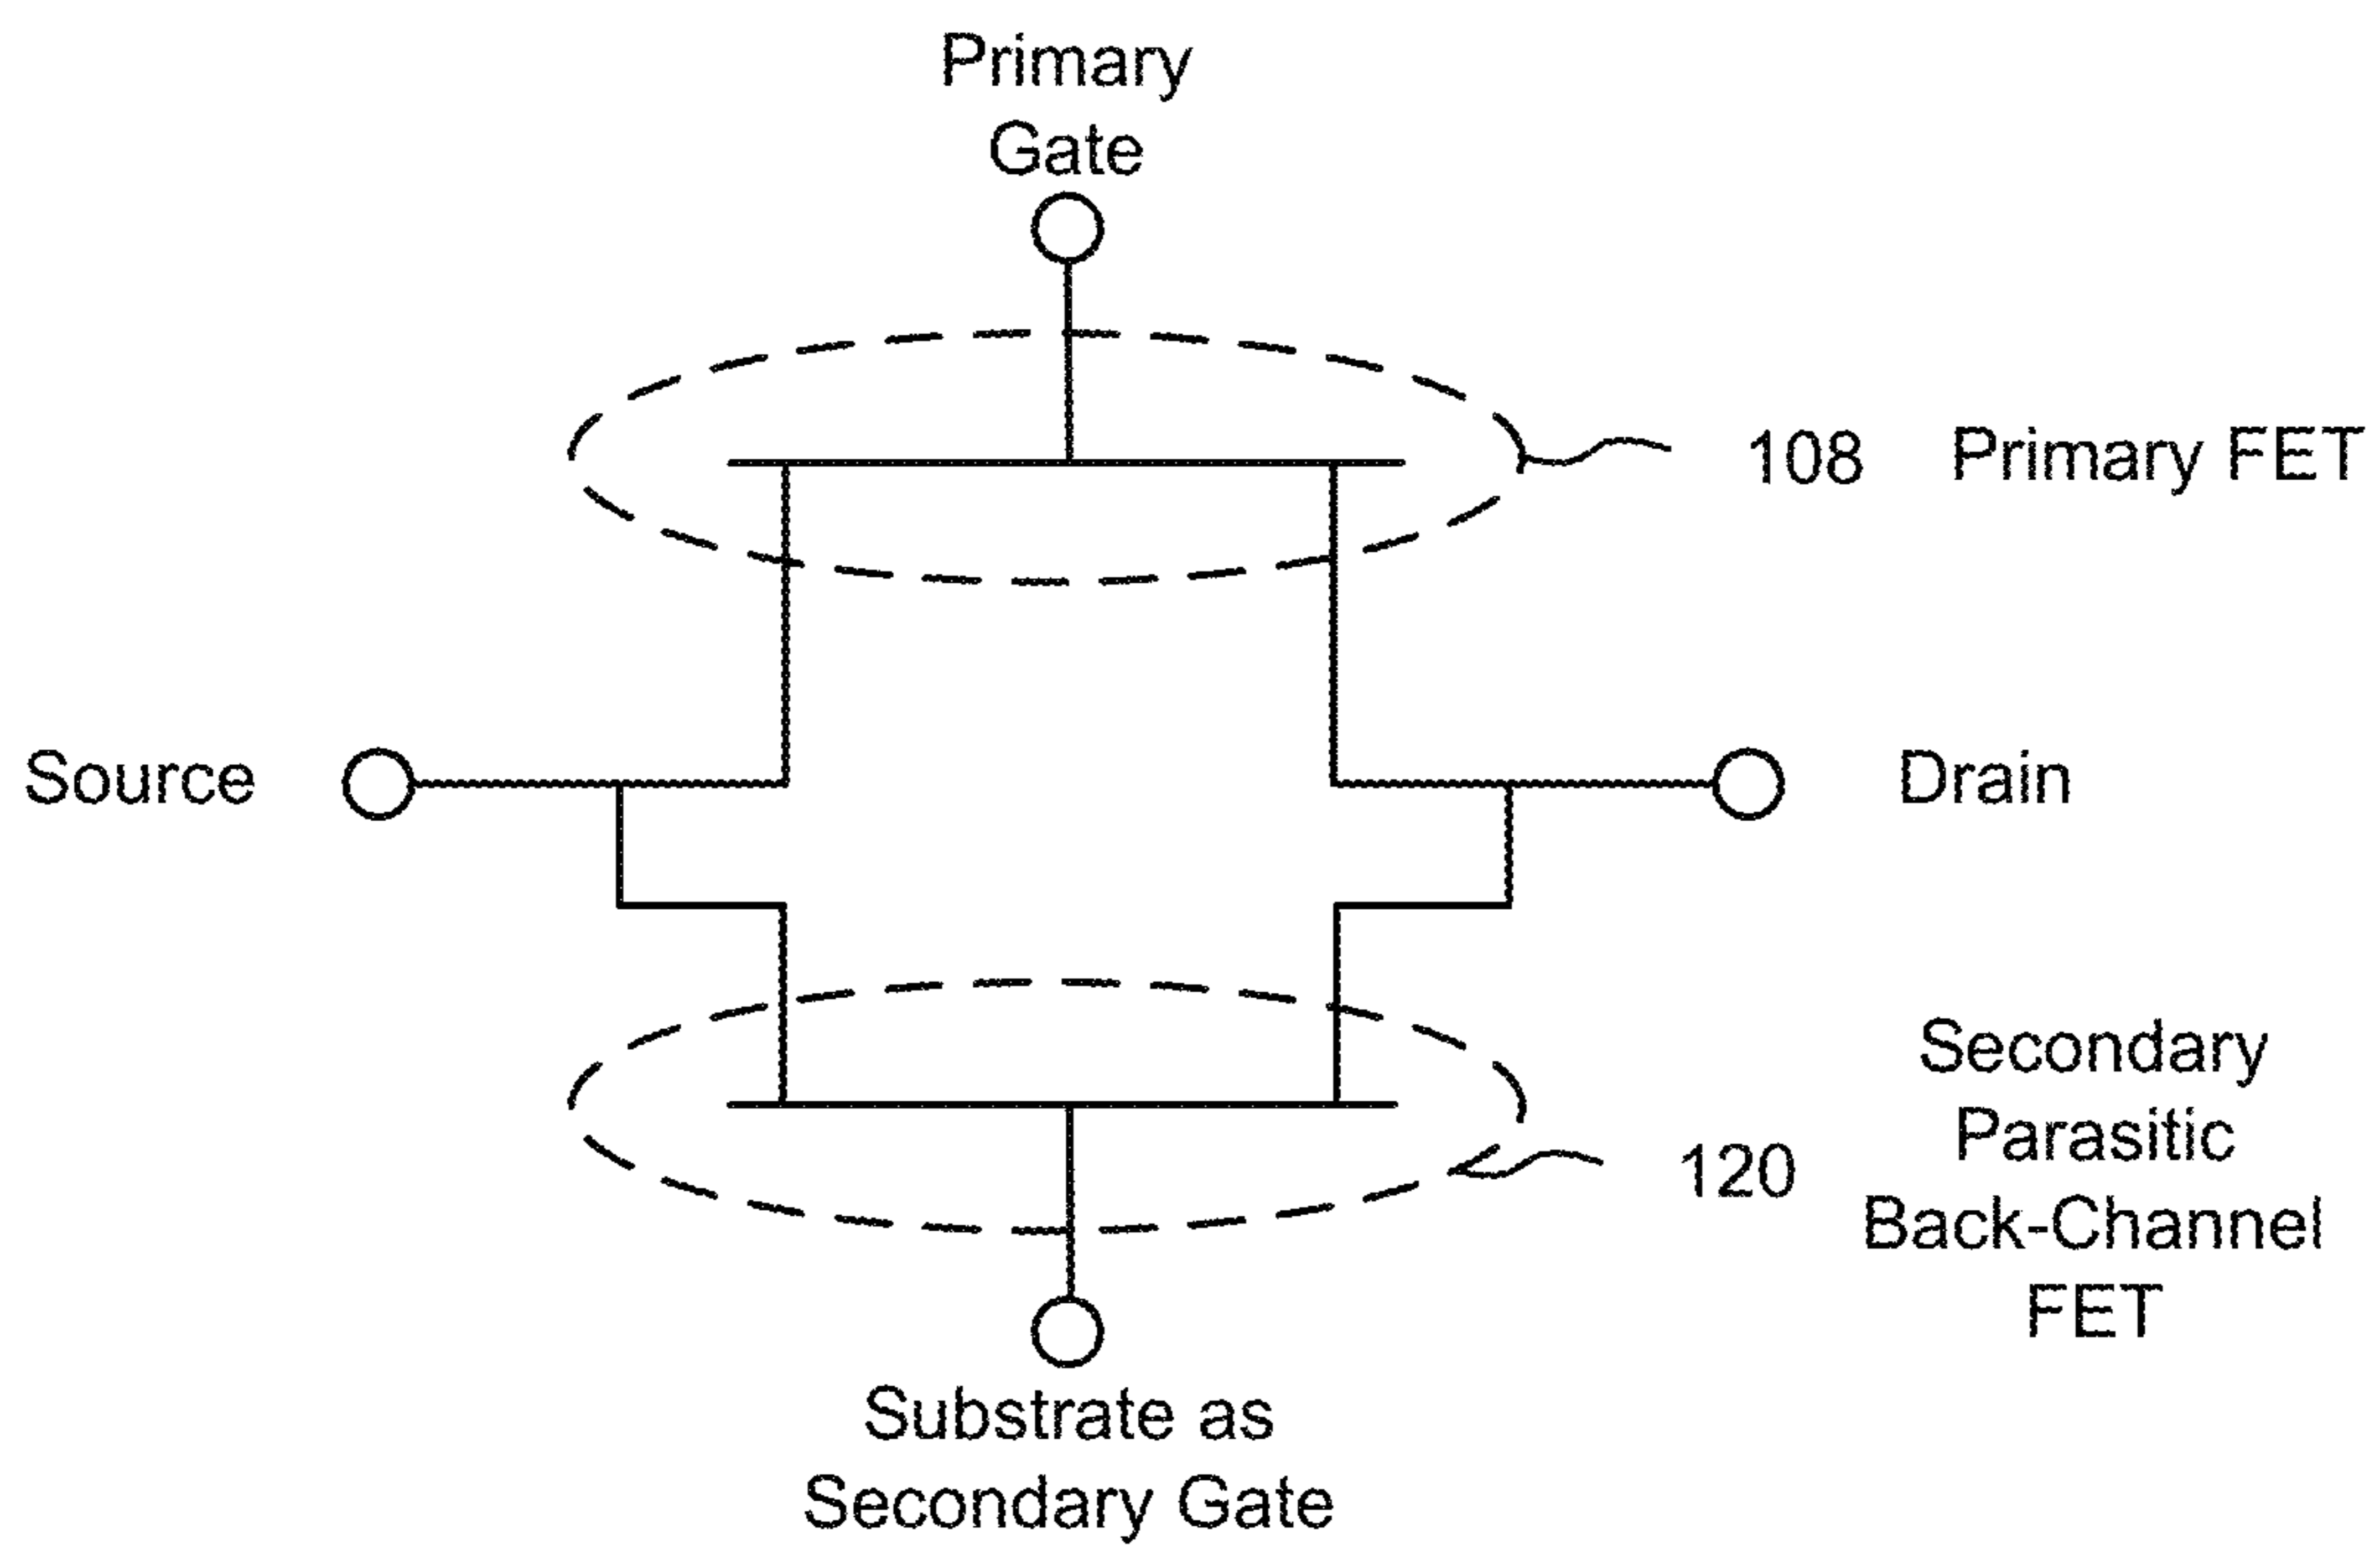 Primary
Gate
108 Primary FET
Source
Drain
Secondary
Parasitic
120
Back-Channel
FET
Substrate as
Secondary Gate